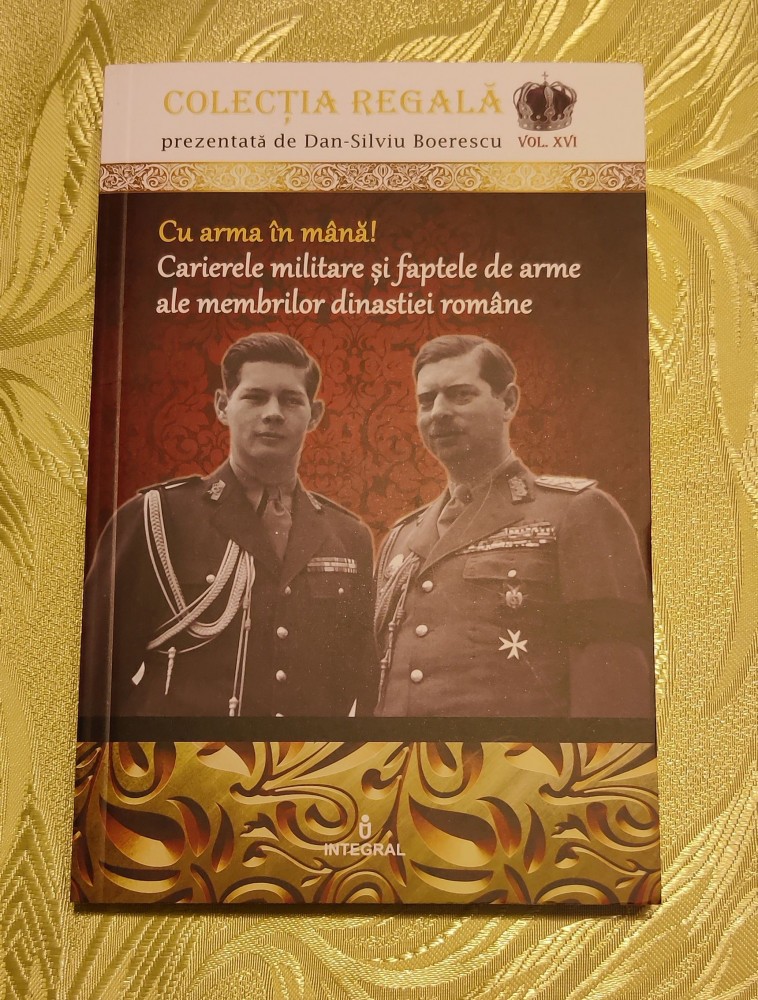 COLECȚIA REGALĂ
prezentată de Dan-Silviu Boerescu VOL. XVI
Cu arma în mână!
Carierele militare și faptele de arme
ale membrilor dinastiei române
INTEGRAL